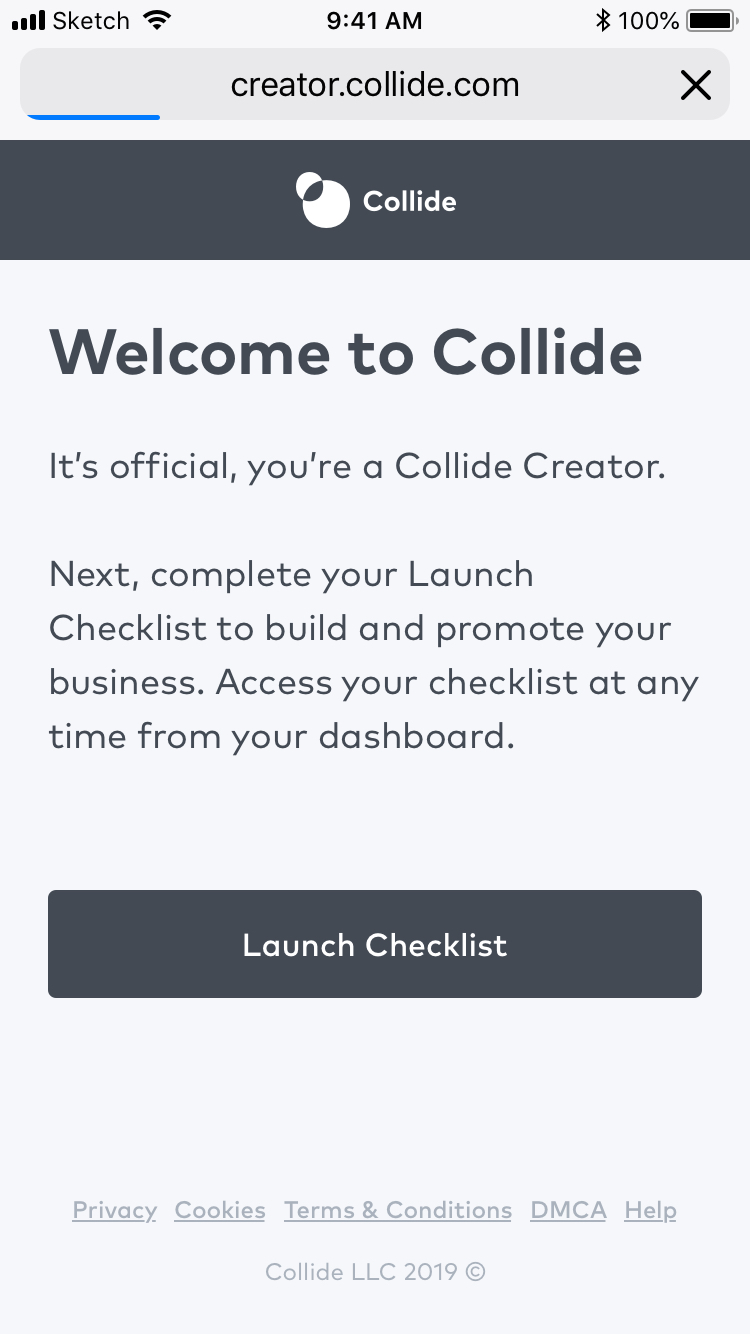 Sketch 9:41 AM 100%
creator.collide.com
Collide
Welcome to Collide
It’s official, you’re a Collide Creator.
Next, complete your Launch
Checklist to build and promote your
business. Access your checklist at any
time from your dashboard.
Launch Checklist
Privacy Cookies Terms & Conditions DMCA Help
Collide LLC 2019 ©